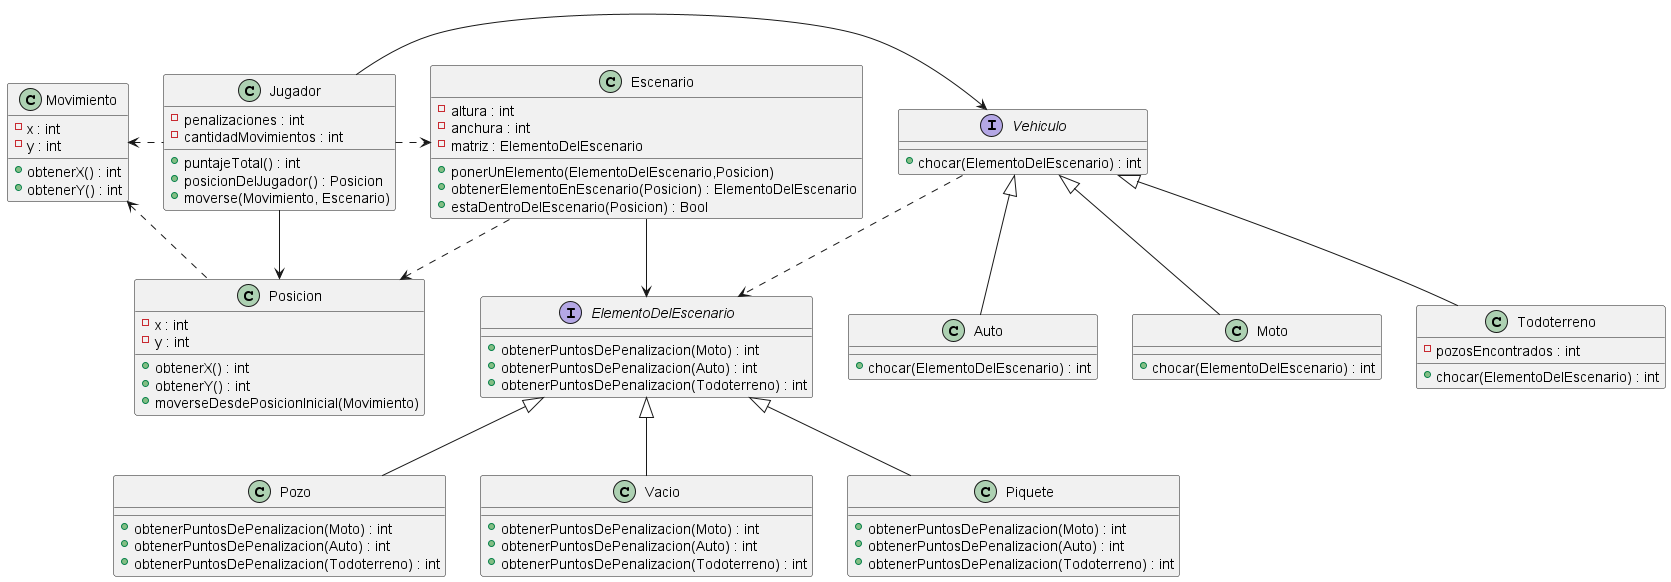 C Movimiento
x : int
y : int
obtenerX() : int
obtenerY() : int
C Jugador
penalizaciones : int
cantidadMovimientos : int
puntajeTotal() : int
posicionDelJugador() : Posicion
moverse(Movimiento, Escenario)
C Escenario
altura : int
anchura : int
matriz : ElementoDelEscenario
ponerUnElemento(ElementoDelEscenario,Posicion)
obtenerElementoEnEscenario(Posicion) : ElementoDelEscenario
estaDentroDelEscenario(Posicion) : Bool
I Vehiculo
chocar(ElementoDelEscenario) : int
C Posicion
x : int
y : int
obtenerX() : int
obtenerY() : int
moverseDesdePosicionInicial(Movimiento)
I ElementoDelEscenario
obtenerPuntosDePenalizacion(Moto) : int
obtenerPuntosDePenalizacion(Auto) : int
obtenerPuntosDePenalizacion(Todoterreno) : int
C Auto
chocar(ElementoDelEscenario) : int
C Moto
chocar(ElementoDelEscenario) : int
C Todoterreno
pozosEncontrados : int
chocar(ElementoDelEscenario) : int
C Pozo
obtenerPuntosDePenalizacion(Moto) : int
obtenerPuntosDePenalizacion(Auto) : int
obtenerPuntosDePenalizacion(Todoterreno) : int
C Vacio
obtenerPuntosDePenalizacion(Moto) : int
obtenerPuntosDePenalizacion(Auto) : int
obtenerPuntosDePenalizacion(Todoterreno) : int
C Piquete
obtenerPuntosDePenalizacion(Moto) : int
obtenerPuntosDePenalizacion(Auto) : int
obtenerPuntosDePenalizacion(Todoterreno) : int